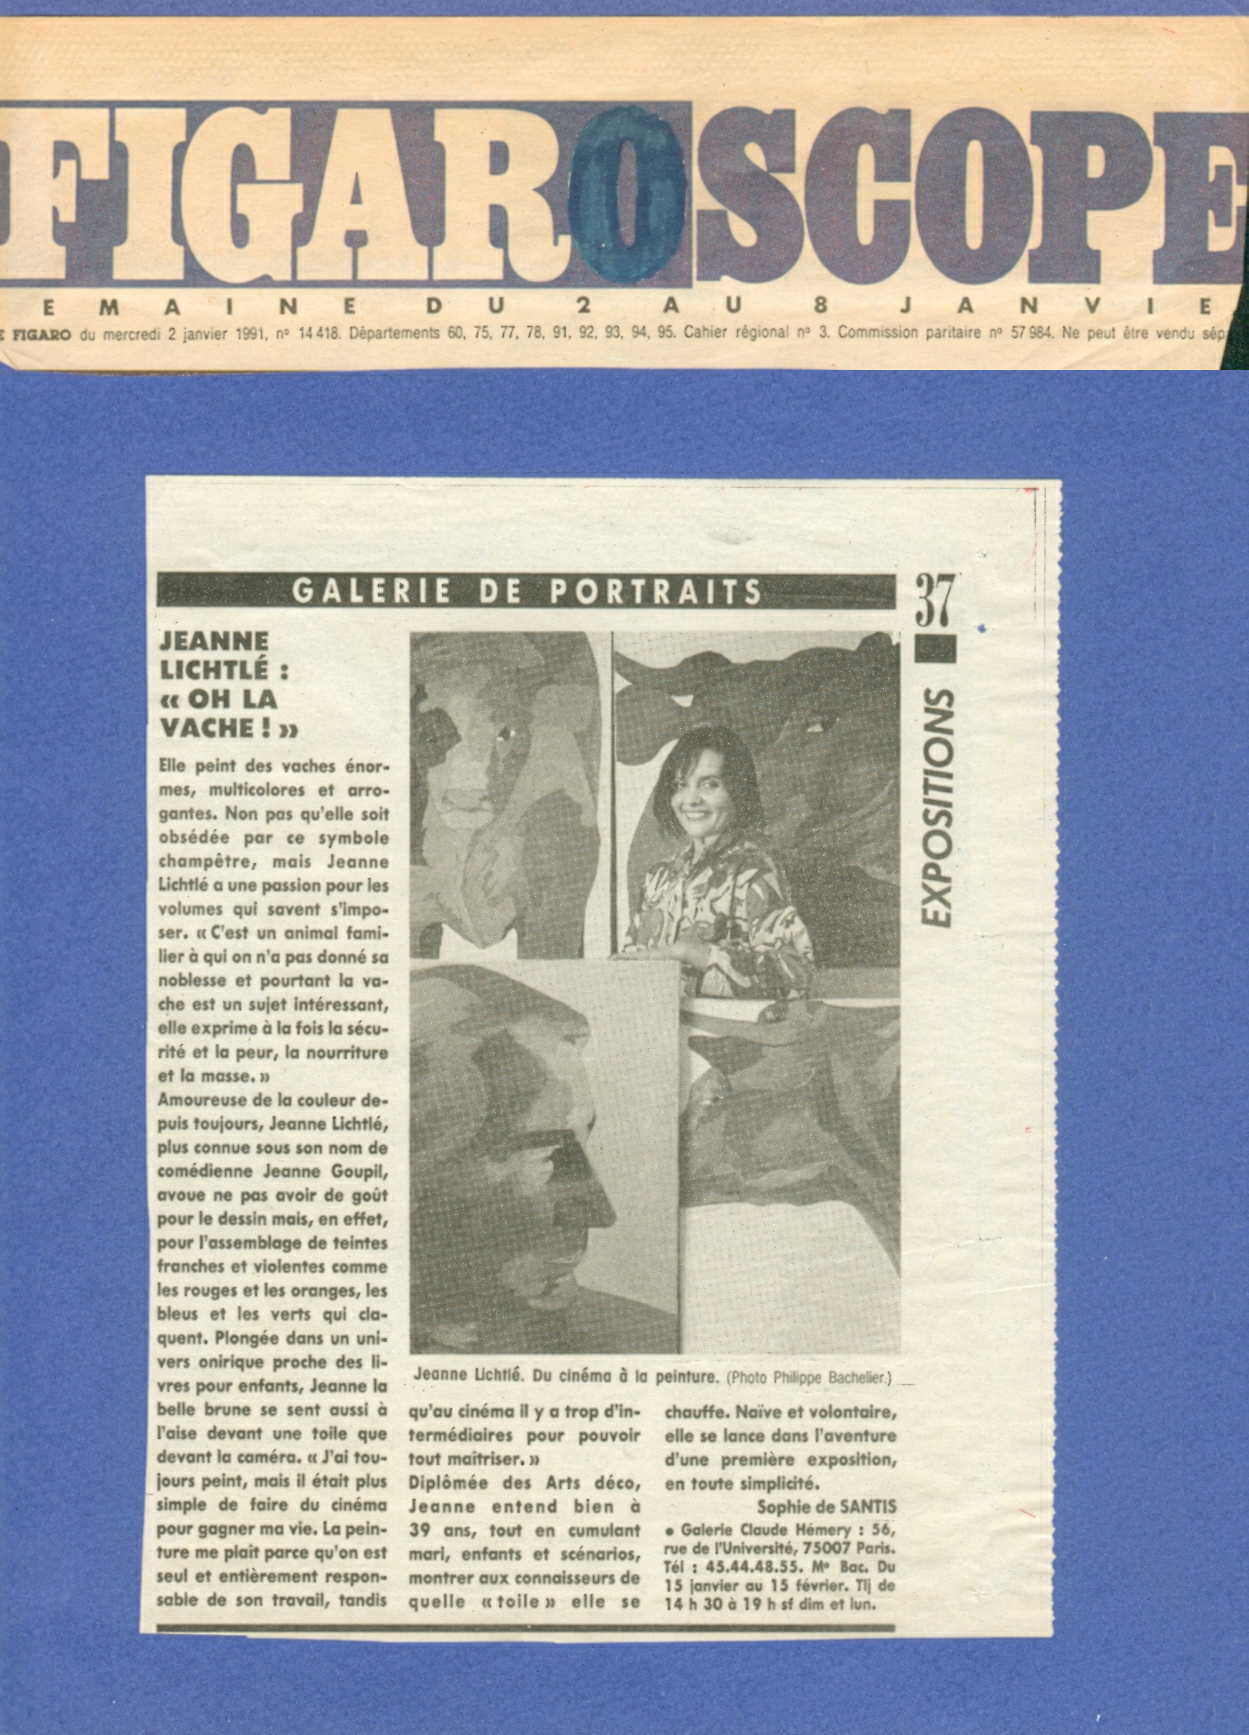 FIGAROSCOPE
EMAINE DU 2 AU 8 JANVIE
E FIGARO du mercredi 2 janvier 1991, nº 14 418. Départements 60, 75, 77, 78, 91, 92, 93, 94, 95. Cahier régional nº 3. Commission paritaire nº 57 984. Ne peut être vendu sép
GALERIE DE PORTRAITS
37
EXPOSITIONS
JEANNE
LICHTLÉ :
« OH LA
VACHE ! »
Elle peint des vaches énor-
mes, multicolores et arro-
gantes. Non pas qu'elle soit
obsédée par ce symbole
champêtre, mais Jeanne
Lichtlé a une passion pour les
volumes qui savent s'impo-
ser. « C'est un animal fami-
lier à qui on n'a pas donné sa
noblesse et pourtant la va-
che est un sujet intéressant,
elle exprime à la fois la sécu-
rité et la peur, la nourriture
et la masse. »
Amoureuse de la couleur de-
puis toujours, Jeanne Lichtlé,
plus connue sous son nom de
comédienne Jeanne Goupil,
avoue ne pas avoir de goût
pour le dessin mais, en effet,
pour l'assemblage de teintes
franches et violentes comme
les rouges et les oranges, les
bleus et les verts qui cla-
quent. Plongée dans un uni-
vers onirique proche des li-
vres pour enfants, Jeanne la
belle brune se sent aussi à
l'aise devant une toile que
devant la caméra. « J'ai tou-
jours peint, mais il était plus
simple de faire du cinéma
pour gagner ma vie. La pein-
ture me plaît parce qu'on est
seul et entièrement respon-
sable de son travail, tandis
Jeanne Lichtlé. Du cinéma à la peinture. (Photo Philippe Bachelier.)
qu'au cinéma il y a trop d'in-
termédiaires pour pouvoir
tout maîtriser. »
Diplômée des Arts déco,
Jeanne entend bien à
39 ans, tout en cumulant
mari, enfants et scénarios,
montrer aux connaisseurs de
quelle « toile » elle se
chauffe. Naïve et volontaire,
elle se lance dans l'aventure
d'une première exposition,
en toute simplicité.
Sophie de SANTIS
● Galerie Claude Hémery : 56,
rue de l'Université, 75007 Paris.
Tél : 45.44.48.55. Mº Bac. Du
15 janvier au 15 février. Tlj de
14 h 30 à 19 h sf dim et lun.